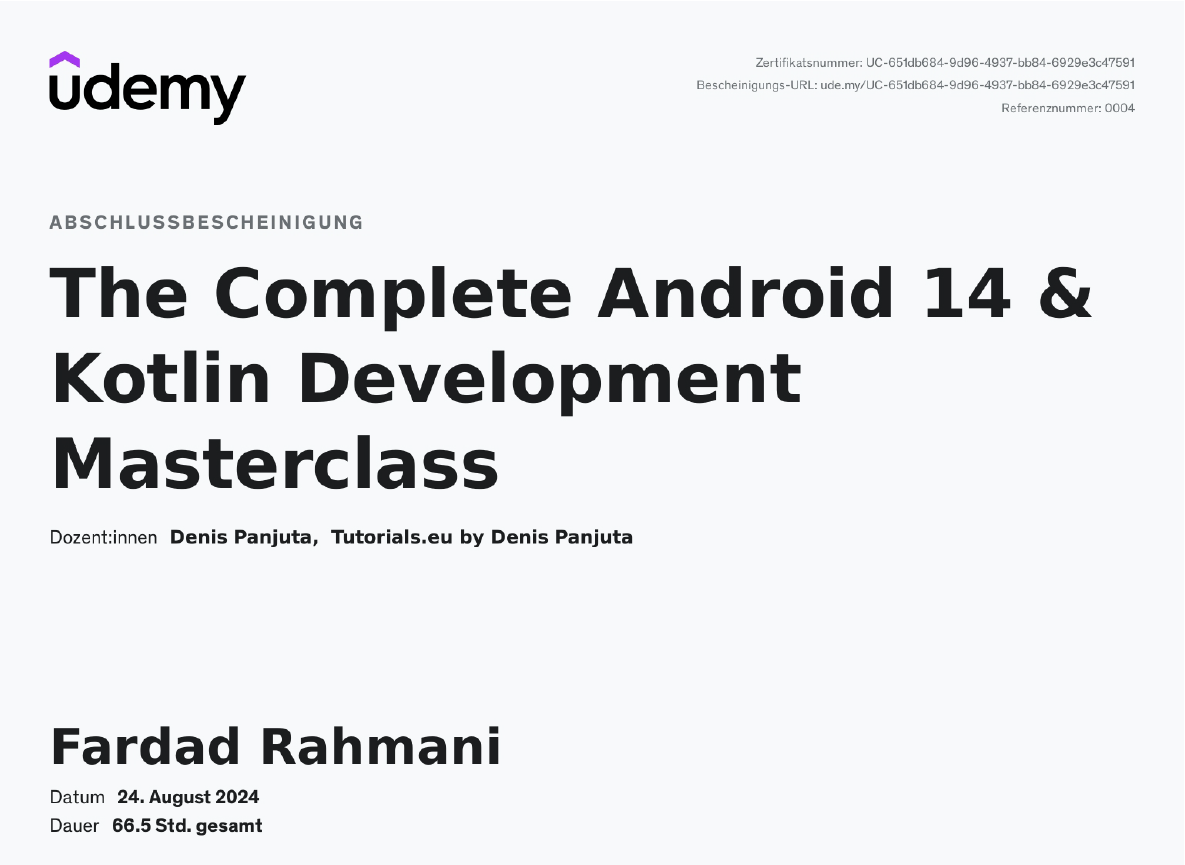 udemy
Zertifikatsnummer: UC-651db684-9d96-4937-bb84-6929e3c47591
Bescheinigungs-URL: ude.my/UC-651db684-9d96-4937-bb84-6929e3c47591
Referenznummer: 0004
ABSCHLUSSBESCHEINIGUNG
The Complete Android 14 &
Kotlin Development
Masterclass
Dozent:innen Denis Panjuta, Tutorials.eu by Denis Panjuta
Fardad Rahmani
Datum 24. August 2024
Dauer 66.5 Std. gesamt